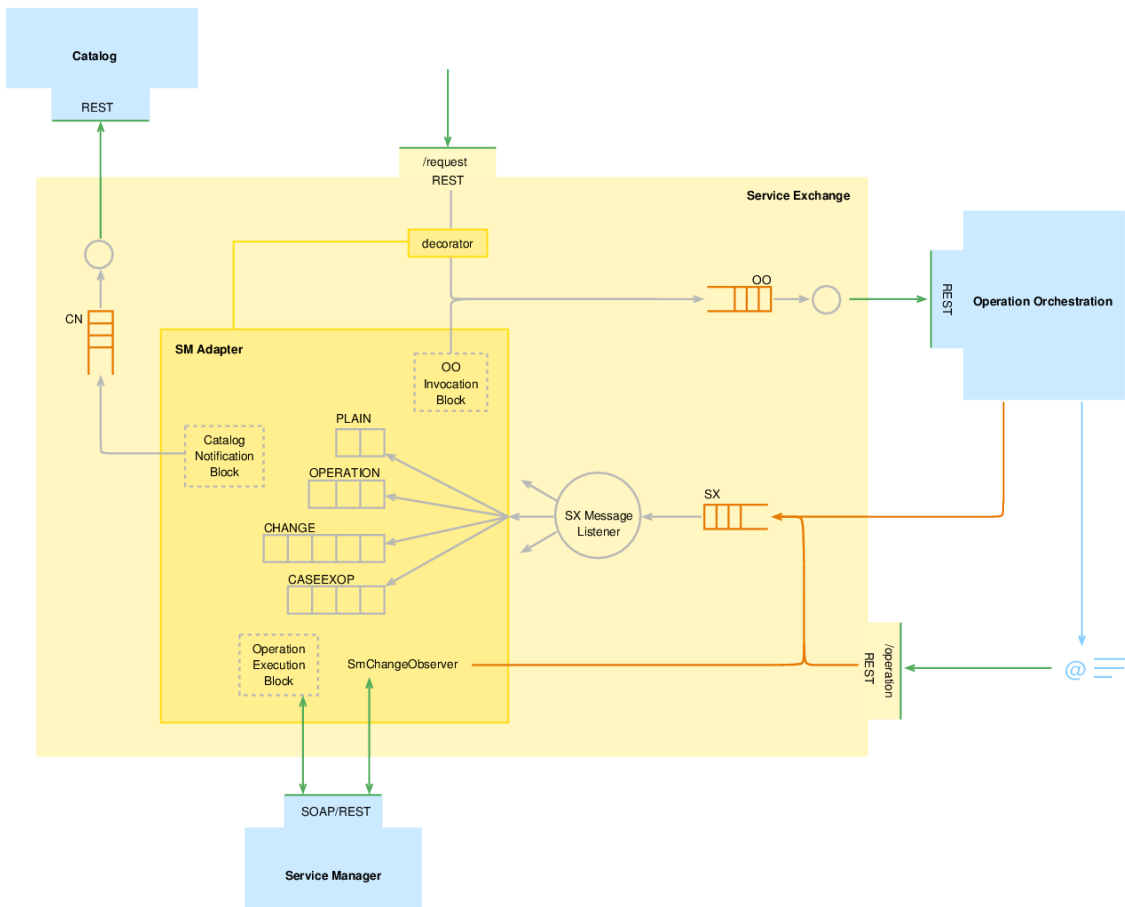 Catalog
REST
/request
REST
Service Exchange
decorator
OO
REST
Operation Orchestration
CN
SM Adapter
OO
Invocation
Block
PLAIN
Catalog
Notification
Block
OPERATION
SX
SX Message
Listener
CHANGE
CASEEXOP
Operation
Execution
Block
SmChangeObserver
/operation
REST
@
SOAP/REST
Service Manager